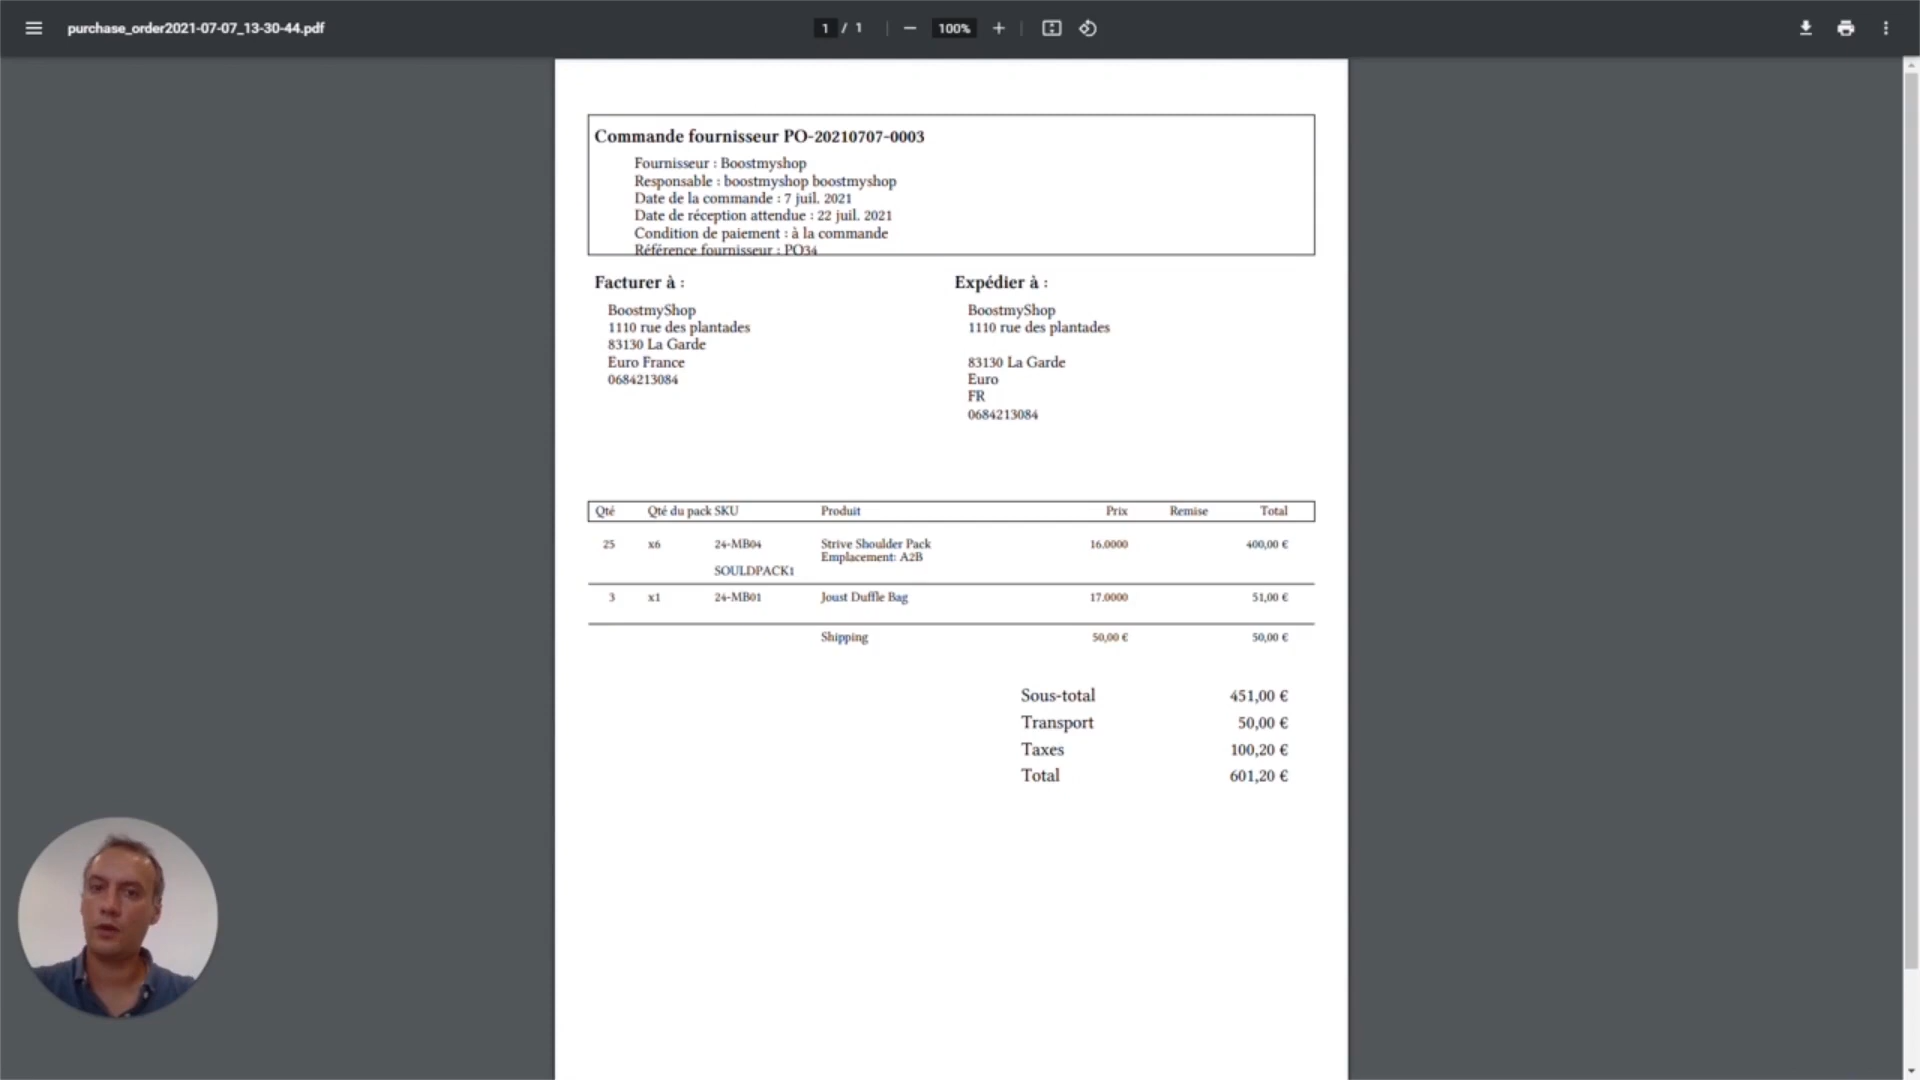 purchase_order2021-07-07_13-30-44.pdf
1 / 1
100%
Commande fournisseur PO-20210707-0003
Fournisseur : Boostmyshop
Responsable : boostmyshop boostmyshop
Date de la commande : 7 juil. 2021
Date de réception attendue : 22 juil. 2021
Condition de paiement : à la commande
Référence fournisseur : PO34
Facturer à :
BoostmyShop
1110 rue des plantades
83130 La Garde
Euro France
0684213084
Expédier à :
BoostmyShop
1110 rue des plantades
83130 La Garde
Euro
FR
0684213084
Qté Qté du pack SKU Produit Prix Remise Total
25 x6 24-MB04 Strive Shoulder Pack 16.0000 400,00 €
Emplacement: A2B
SOULDPACK1
3 x1 24-MB01 Joust Duffle Bag 17.0000 51,00 €
Shipping 50,00 € 50,00 €
Sous-total 451,00 €
Transport 50,00 €
Taxes 100,20 €
Total 601,20 €